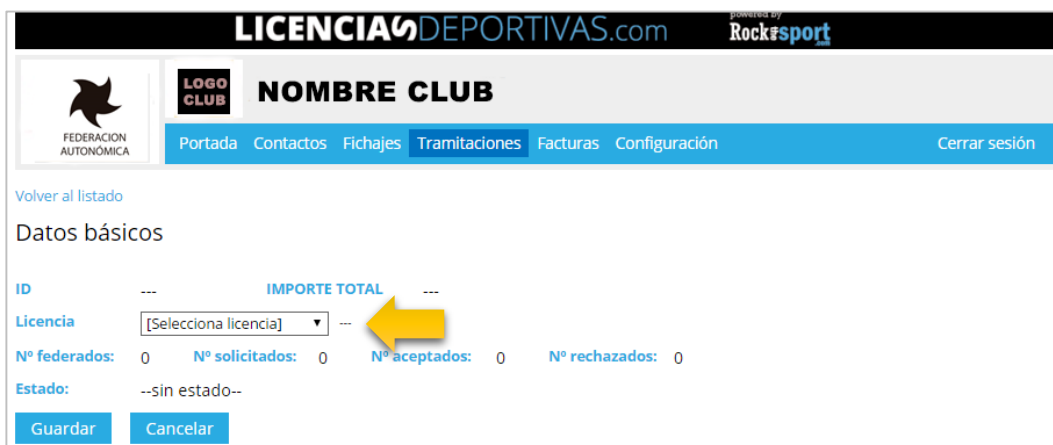 LICENCIASDEPORTIVAS.com
powered by
Rockthesport
.com
LOGO
CLUB
NOMBRE CLUB
FEDERACION
AUTONÓMICA
Portada Contactos Fichajes Tramitaciones Facturas Configuración Cerrar sesión
Volver al listado
Datos básicos
ID --- IMPORTE TOTAL ---
Licencia [Selecciona licencia] ---
Nº federados: 0 Nº solicitados: 0 Nº aceptados: 0 Nº rechazados: 0
Estado: --sin estado--
Guardar Cancelar